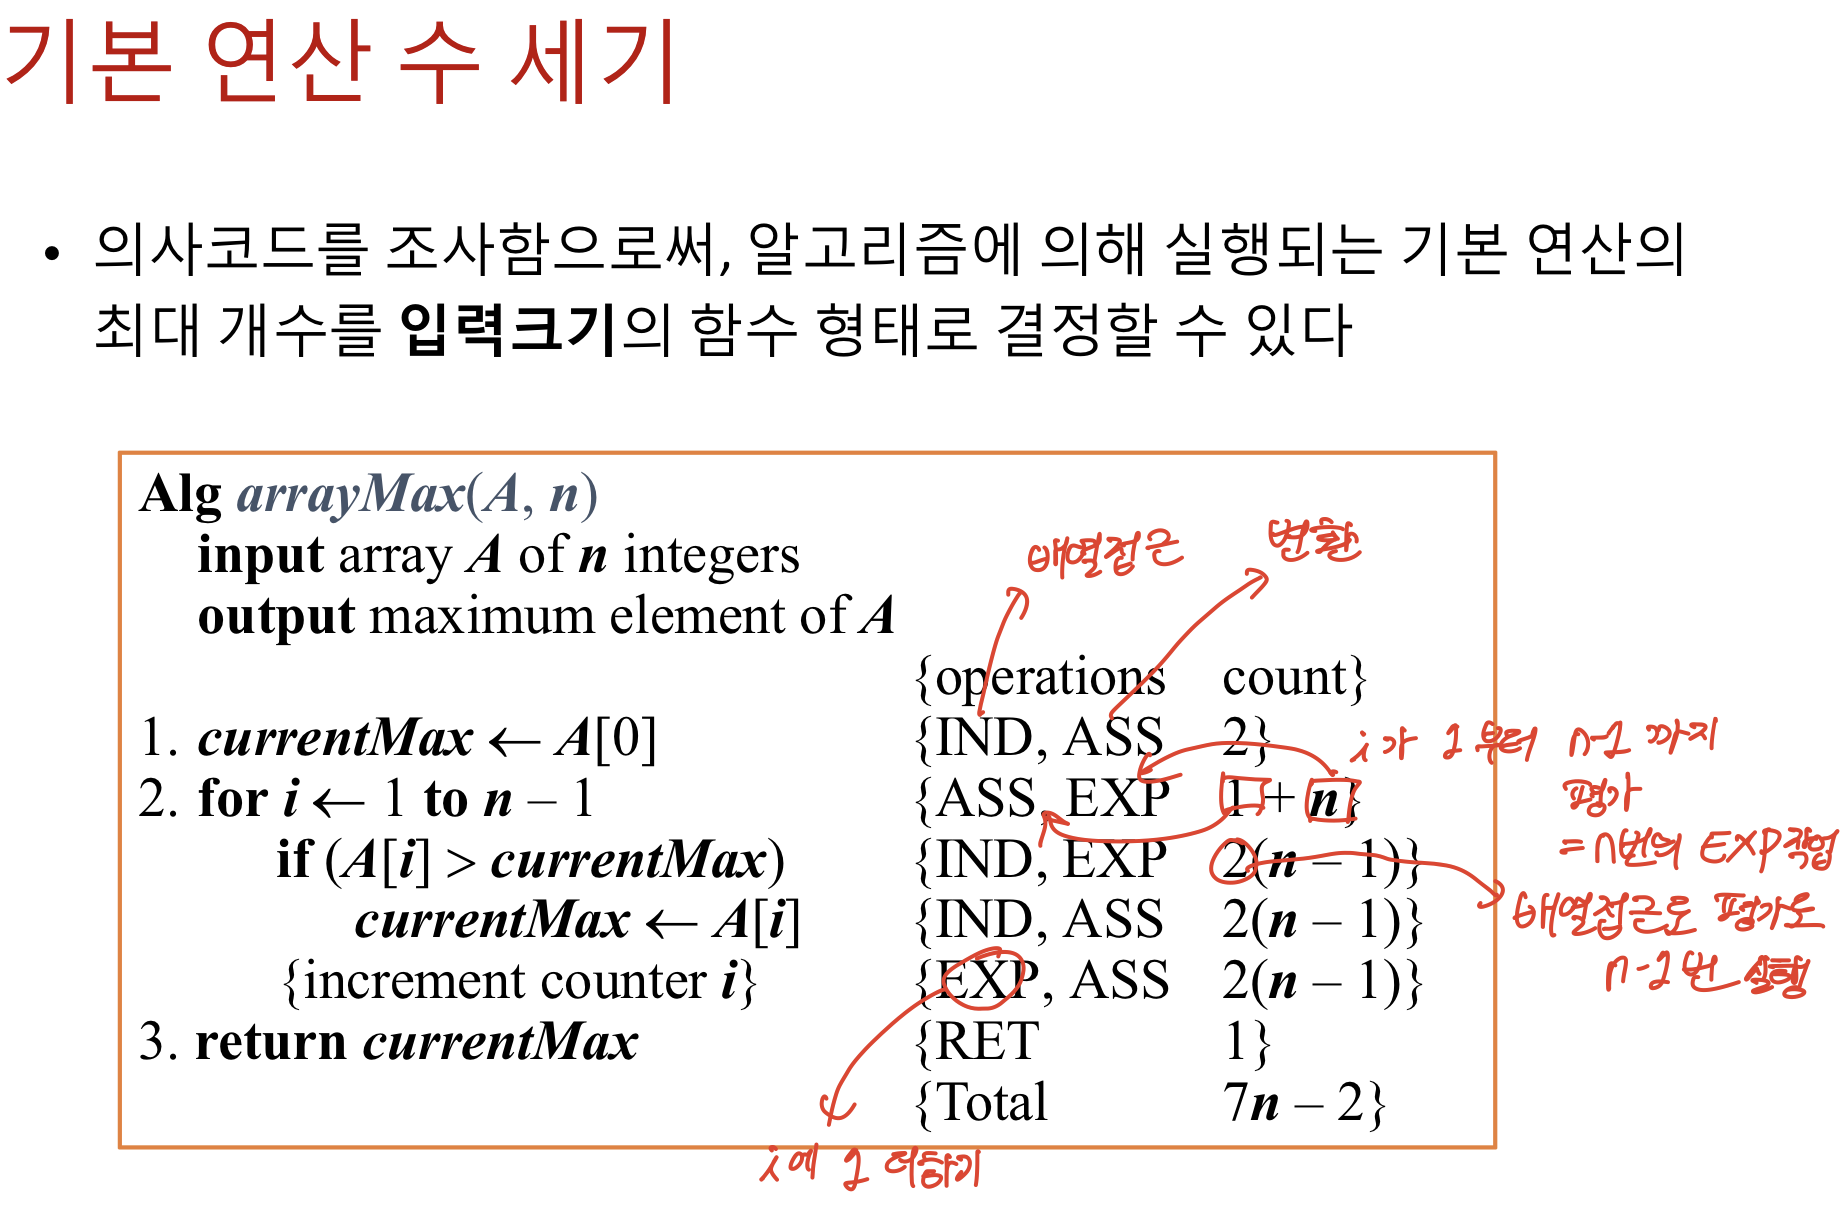 기본 연산 수 세기
• 의사코드를 조사함으로써, 알고리즘에 의해 실행되는 기본 연산의
최대 개수를 입력크기의 함수 형태로 결정할 수 있다
Alg arrayMax(A, n)
input array A of n integers
output maximum element of A
배열접근
변환
{operations count}
1. currentMax ← A[0] {IND, ASS 2}
2. for i ← 1 to n – 1 {ASS, EXP 1 + n}
if (A[i] > currentMax) {IND, EXP 2(n – 1)}
currentMax ← A[i] {IND, ASS 2(n – 1)}
{increment counter i} {EXP, ASS 2(n – 1)}
3. return currentMax {RET 1}
{Total 7n – 2}
i가 1부터 n-1 까지
평가
= n번의 EXP작업
배열접근도 평가도
n-1번 실행
i에 1 더하기